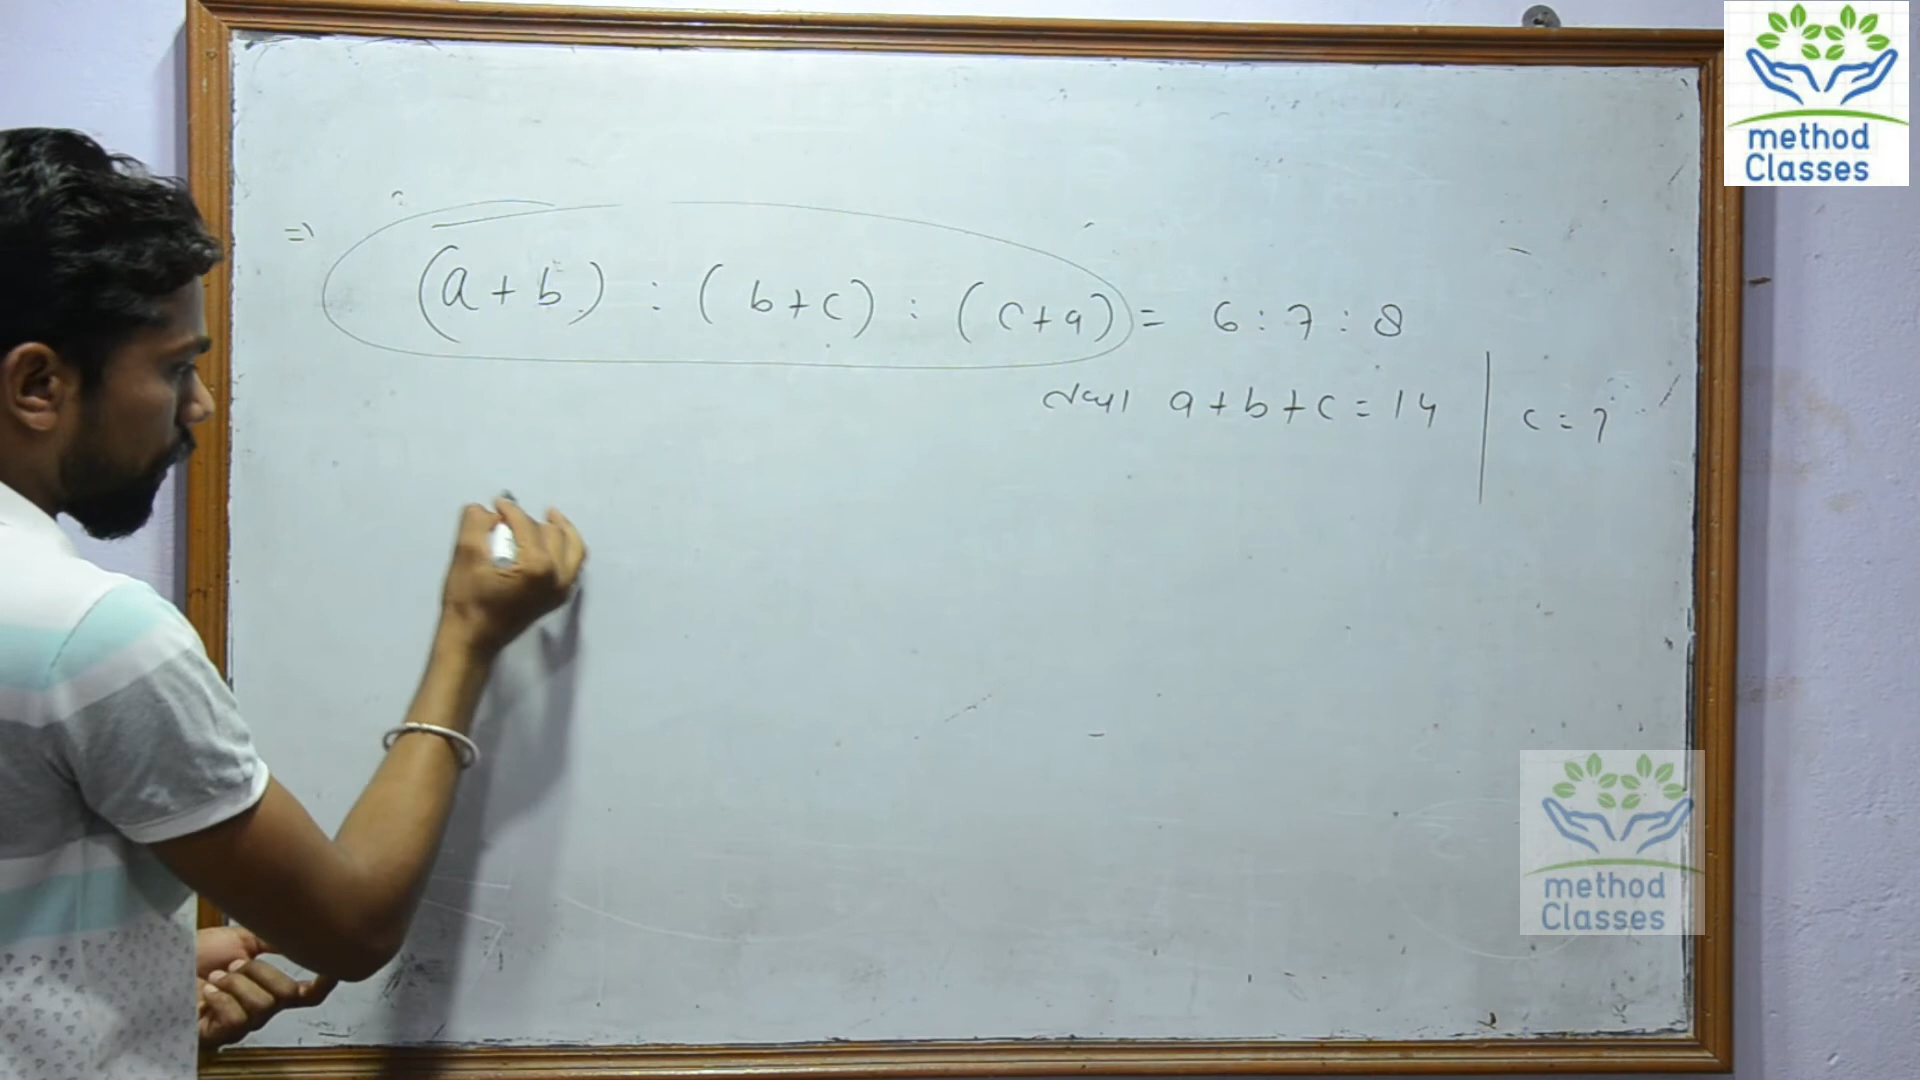 method
Classes
=> (a+b) : (b+c) : (c+a) = 6 : 7 : 8
तथा a+b+c = 14 | c = ?
method
Classes